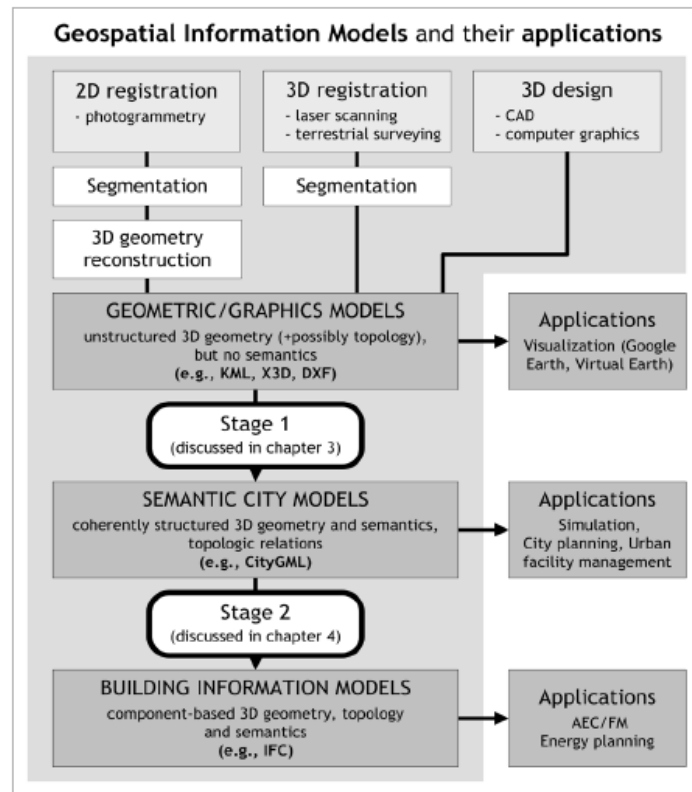 Geospatial Information Models and their applications
2D registration
- photogrammetry
3D registration
- laser scanning
- terrestrial surveying
3D design
- CAD
- computer graphics
Segmentation
Segmentation
3D geometry
reconstruction
GEOMETRIC/GRAPHICS MODELS
unstructured 3D geometry (+possibly topology),
but no semantics
(e.g., KML, X3D, DXF)
Applications
Visualization (Google
Earth, Virtual Earth)
Stage 1
(discussed in chapter 3)
SEMANTIC CITY MODELS
coherently structured 3D geometry and semantics,
topologic relations
(e.g., CityGML)
Applications
Simulation,
City planning, Urban
facility management
Stage 2
(discussed in chapter 4)
BUILDING INFORMATION MODELS
component-based 3D geometry, topology
and semantics
(e.g., IFC)
Applications
AEC/FM
Energy planning